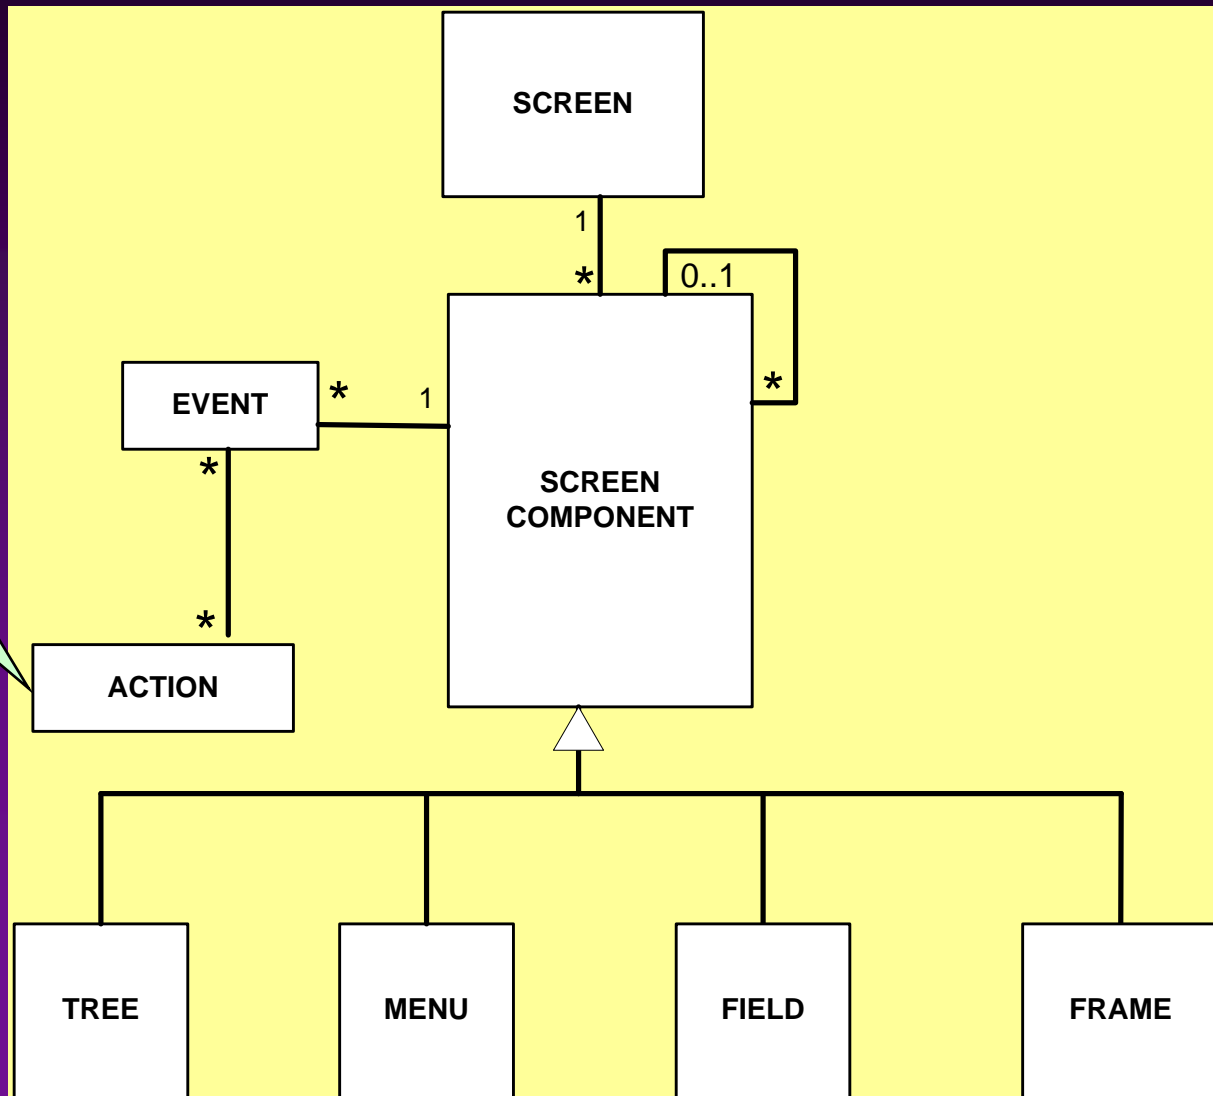 SCREEN
1
*
0..1
*
EVENT
*
1
SCREEN
COMPONENT
*
*
ACTION
TREE
MENU
FIELD
FRAME